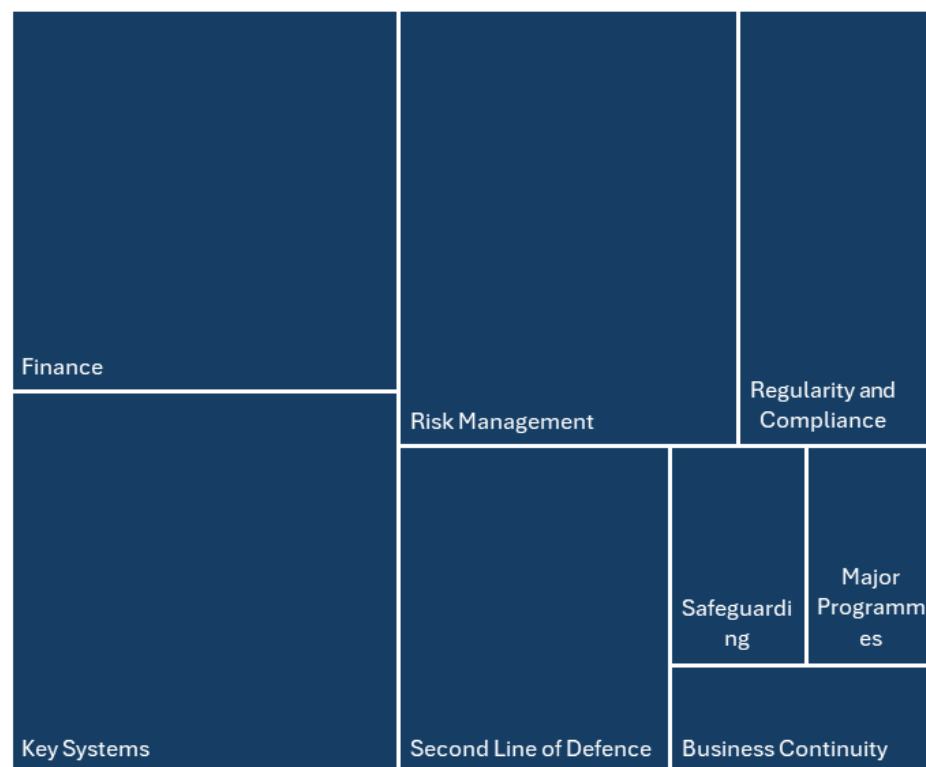 Finance
Risk Management
Regularity and
Compliance
Key Systems
Second Line of Defence
Safeguardi
ng
Major
Programm
es
Business Continuity